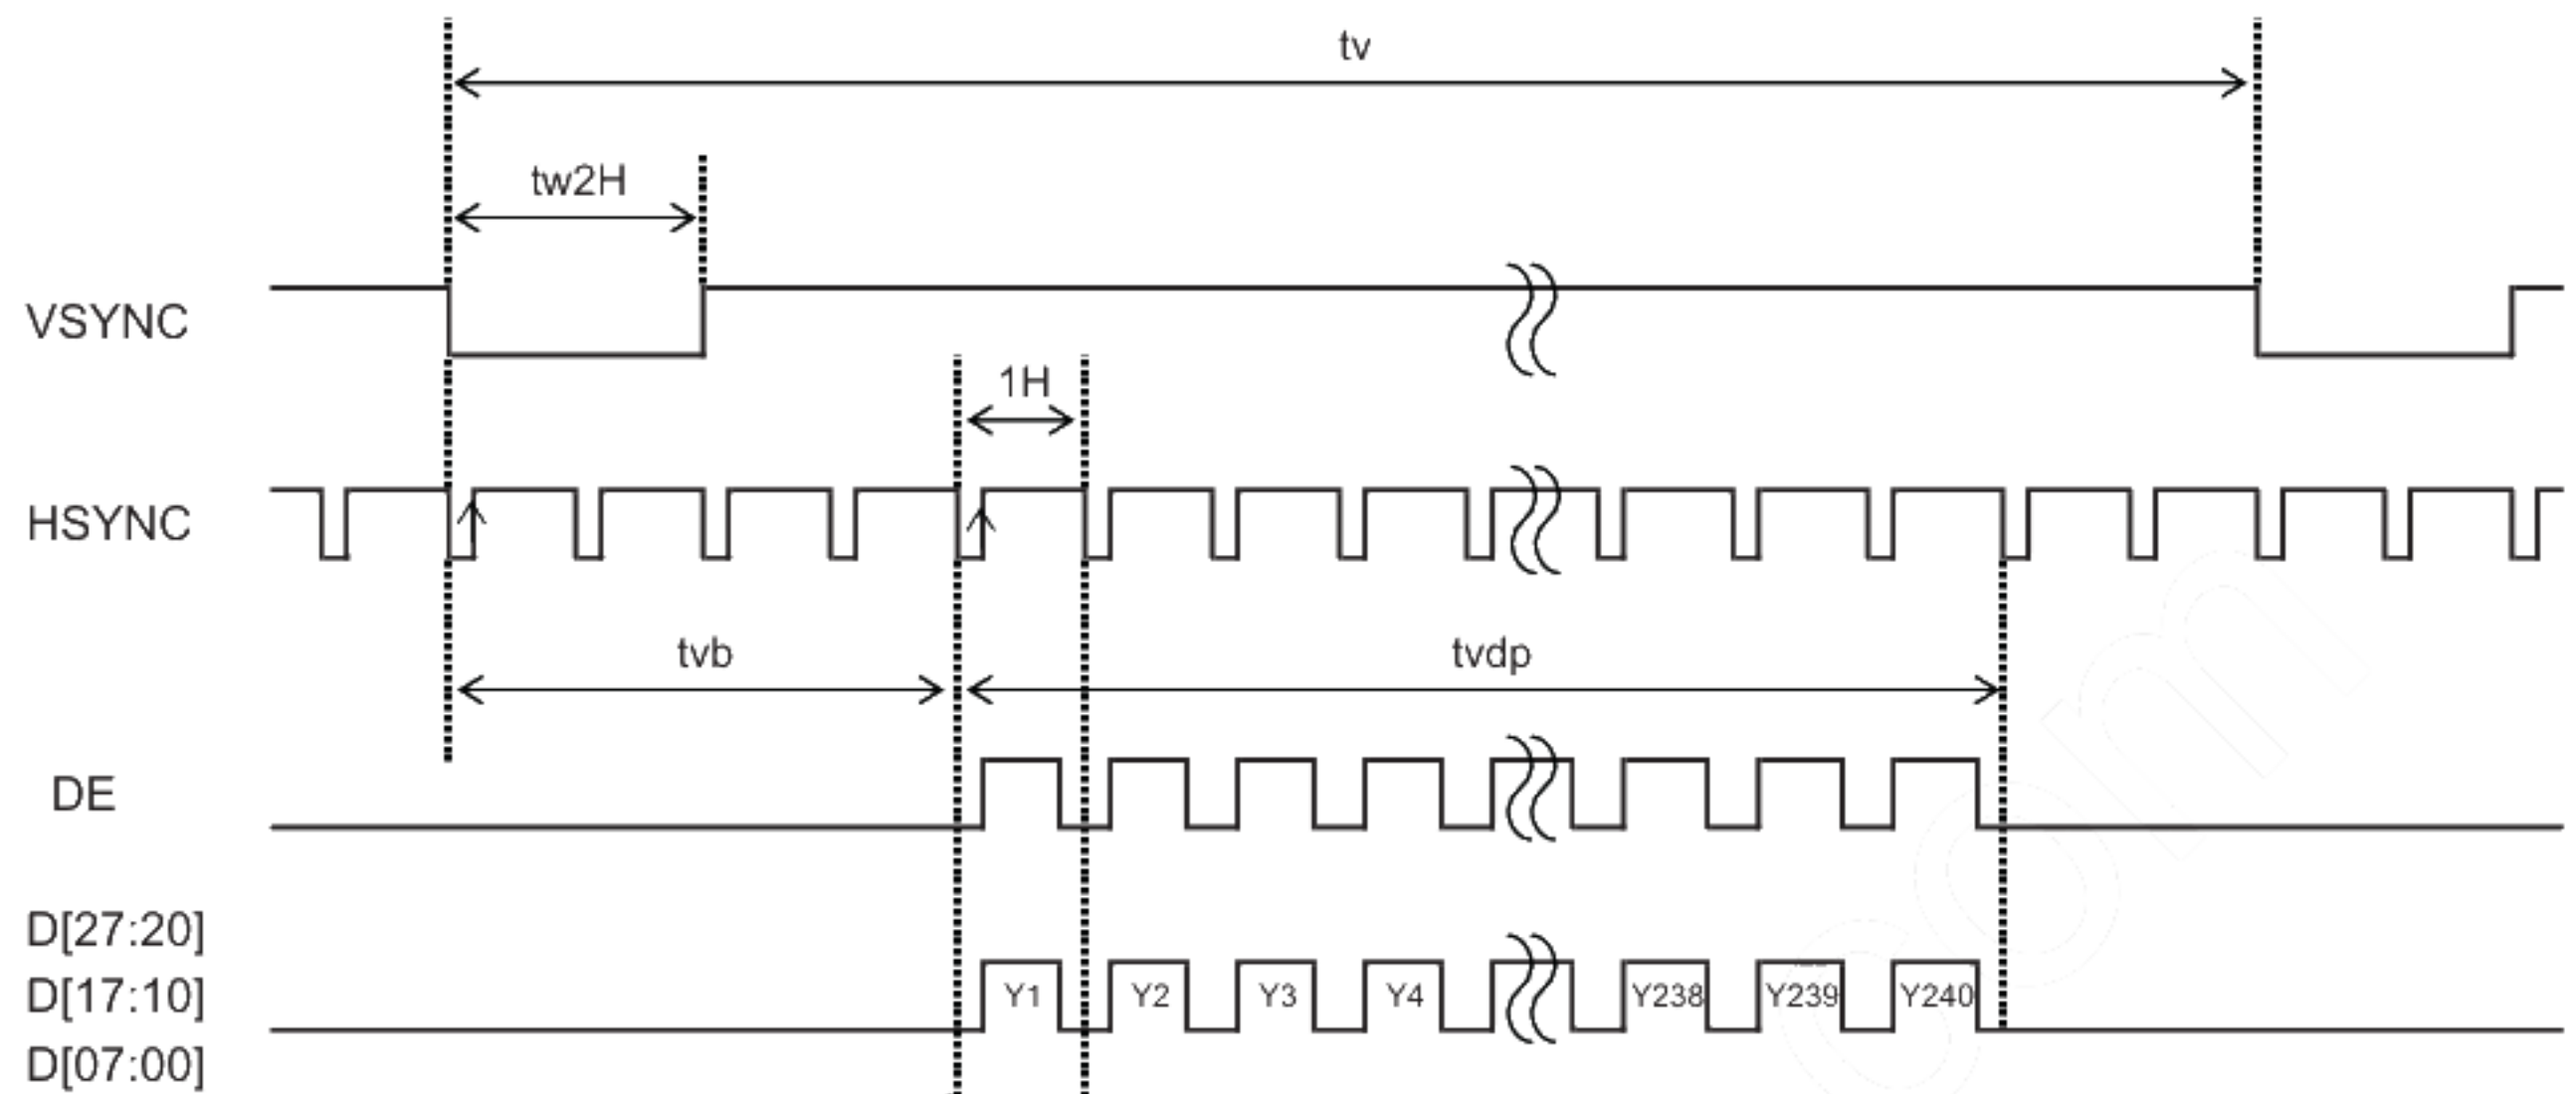 tv
tw2H
VSYNC
1H
HSYNC
tvb tvdp
DE
D[27:20]
D[17:10] Y1 Y2 Y3 Y4 Y238 Y239 Y240
D[07:00]
com